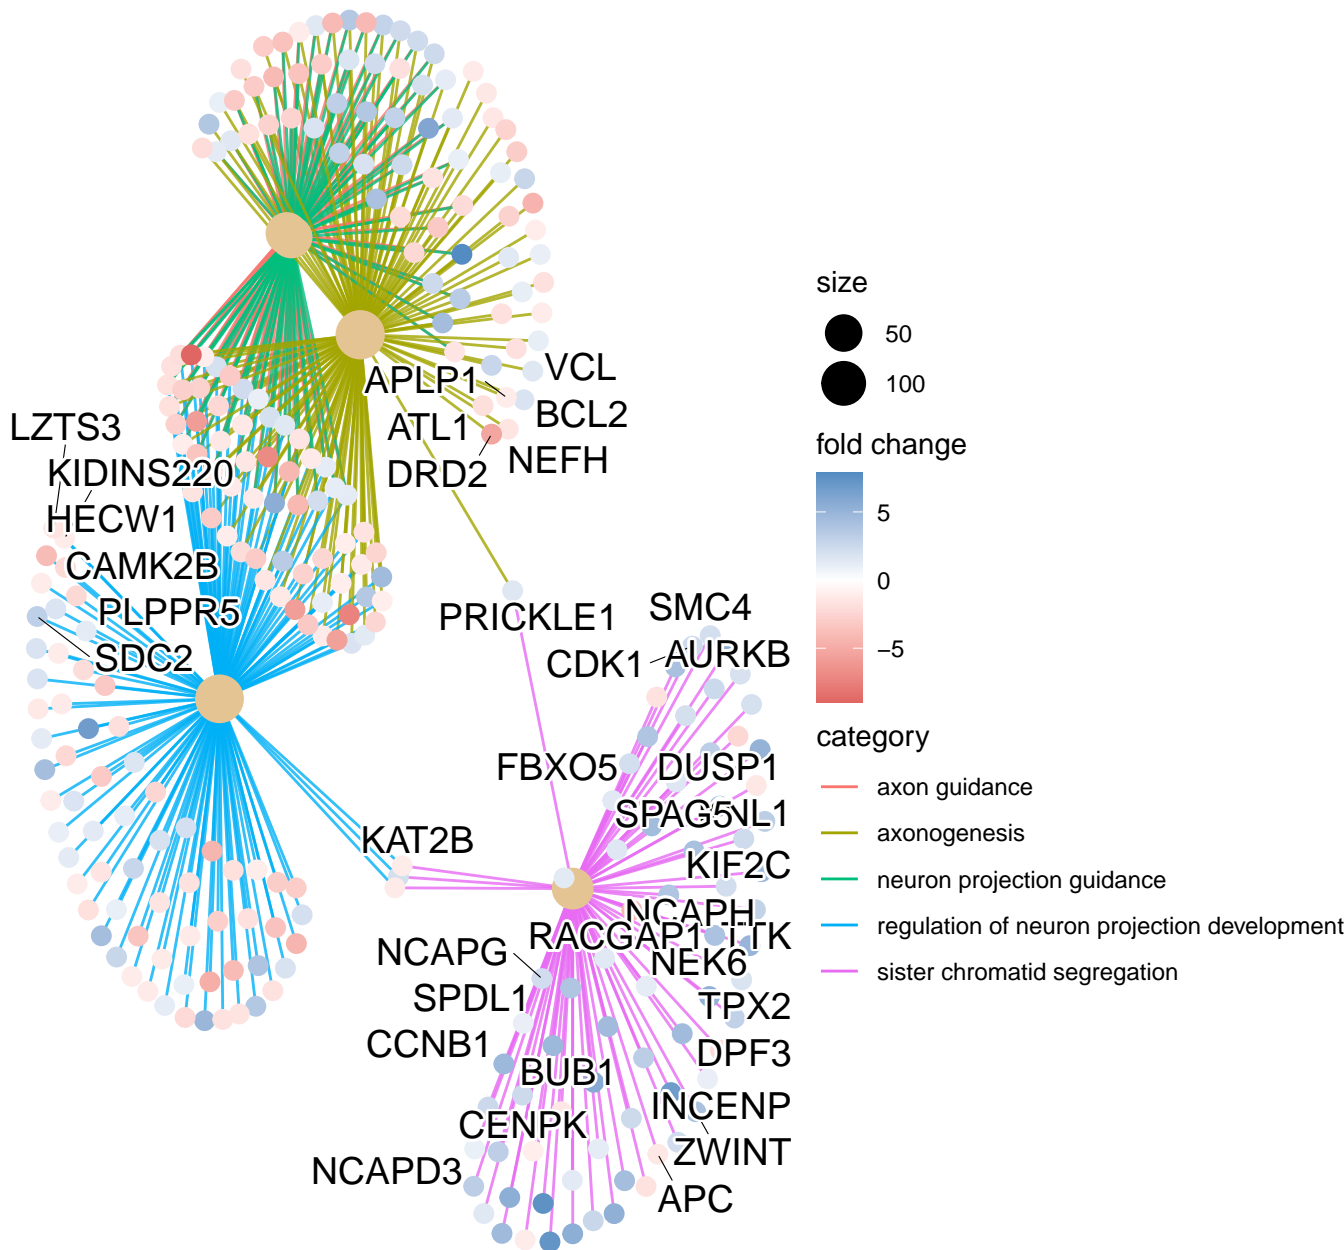 size
50
100
fold change
5
0
−5
category
axon guidance
axonogenesis
neuron projection guidance
regulation of neuron projection development
sister chromatid segregation
APLP1
VCL
ATL1
BCL2
DRD2
NEFH
LZTS3
KIDINS220
HECW1
CAMK2B
PLPPR5
SDC2
PRICKLE1
SMC4
CDK1
AURKB
FBXO5
DUSP1
SPAG5
KAT2B
KIF2C
NCAPH
RACGAP1
TTK
NCAPG
NEK6
SPDL1
TPX2
CCNB1
DPF3
BUB1
INCENP
CENPK
ZWINT
NCAPD3
APC